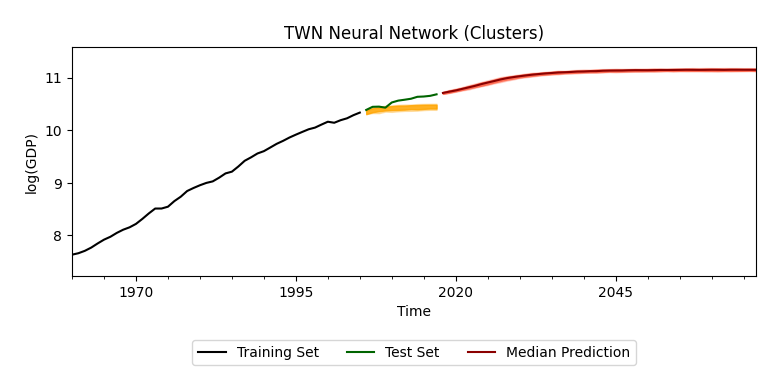 TWN Neural Network (Clusters)
log(GDP)
11
10
9
8
1970 1995 2020 2045
Time
Training Set Test Set Median Prediction